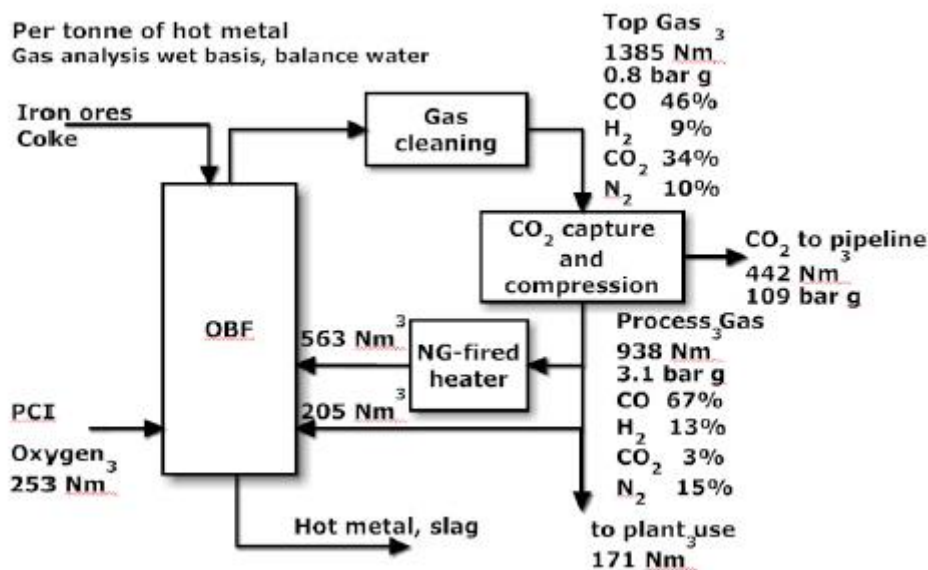 Per tonne of hot metal
Gas analysis wet basis, balance water
Iron ores
Coke
Gas
cleaning
Top Gas
1385 Nm³
0.8 bar g
CO 46%
H₂ 9%
CO₂ 34%
N₂ 10%
CO₂ capture
and
compression
CO₂ to pipeline
442 Nm³
109 bar g
OBF
563 Nm³
NG-fired
heater
205 Nm³
Process Gas
938 Nm³
3.1 bar g
CO 67%
H₂ 13%
CO₂ 3%
N₂ 15%
PCI
Oxygen
253 Nm³
Hot metal, slag
to plant use
171 Nm³